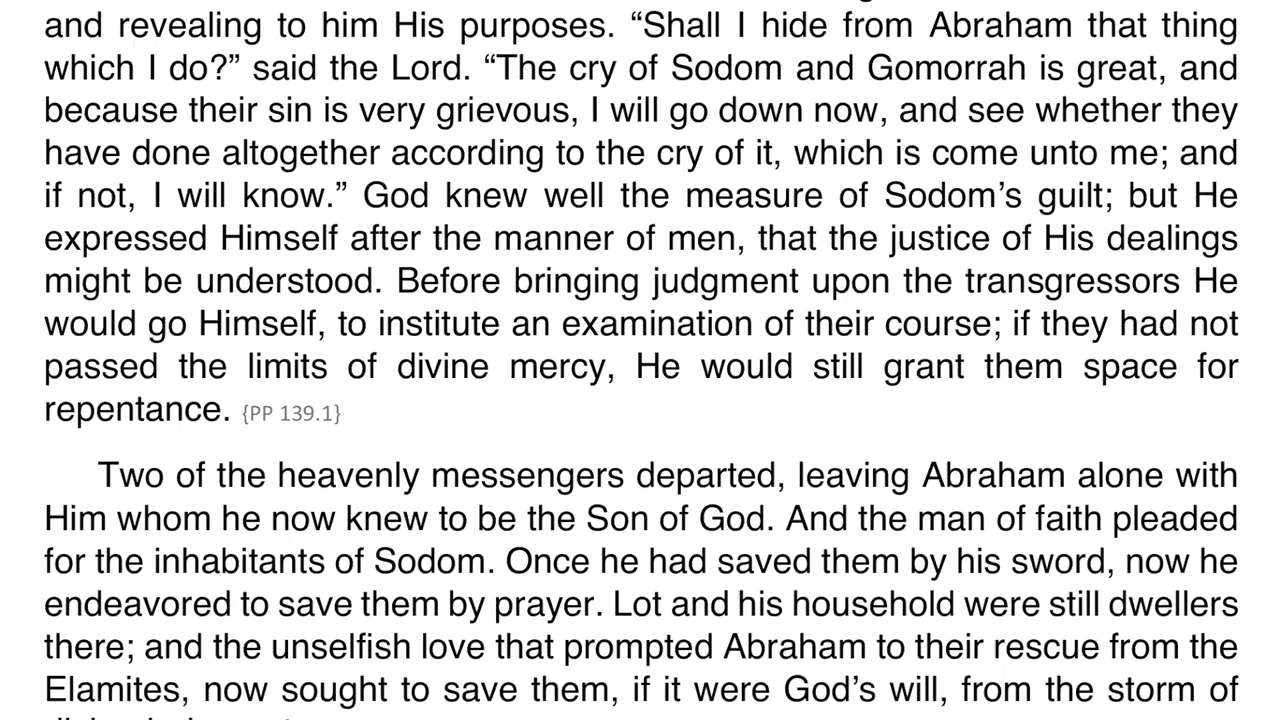 and revealing to him His purposes. “Shall I hide from Abraham that thing
which I do?” said the Lord. “The cry of Sodom and Gomorrah is great, and
because their sin is very grievous, I will go down now, and see whether they
have done altogether according to the cry of it, which is come unto me; and
if not, I will know.” God knew well the measure of Sodom’s guilt; but He
expressed Himself after the manner of men, that the justice of His dealings
might be understood. Before bringing judgment upon the transgressors He
would go Himself, to institute an examination of their course; if they had not
passed the limits of divine mercy, He would still grant them space for
repentance. {PP 139.1}
Two of the heavenly messengers departed, leaving Abraham alone with
Him whom he now knew to be the Son of God. And the man of faith pleaded
for the inhabitants of Sodom. Once he had saved them by his sword, now he
endeavored to save them by prayer. Lot and his household were still dwellers
there; and the unselfish love that prompted Abraham to their rescue from the
Elamites, now sought to save them, if it were God’s will, from the storm of